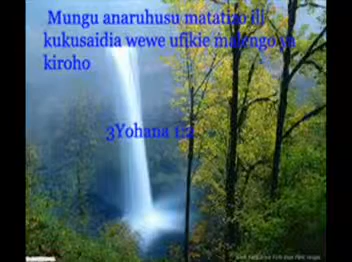 Mungu anaruhusu matatizo ili
kukusaidia wewe ufikie malengo ya
kiroho
3Yohana 1:2